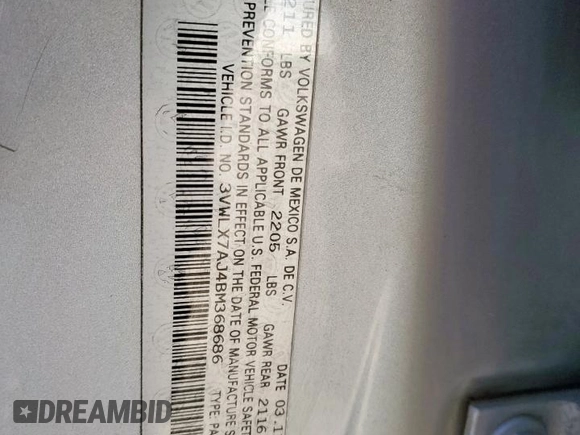 URED BY VOLKSWAGEN DE MEXICO S.A. DE C.V. DATE 03.1
211 LBS GAWR FRONT 2205 LBS GAWR REAR 2116
LE CONFORMS TO ALL APPLICABLE U.S. FEDERAL MOTOR VEHICLE SAFET
PREVENTION STANDARDS IN EFFECT ON THE DATE OF MANUFACTURE S
VEHICLE I.D. NO. 3VWLX7AJ4BM368686 TYPE: PA
DREAMBID